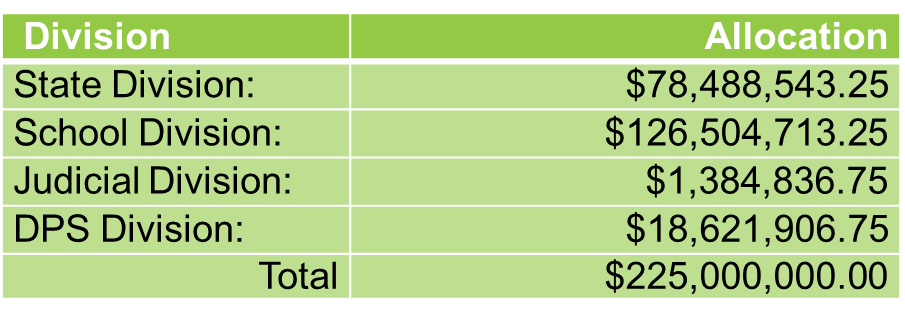 Division Allocation
State Division: $78,488,543.25
School Division: $126,504,713.25
Judicial Division: $1,384,836.75
DPS Division: $18,621,906.75
Total $225,000,000.00